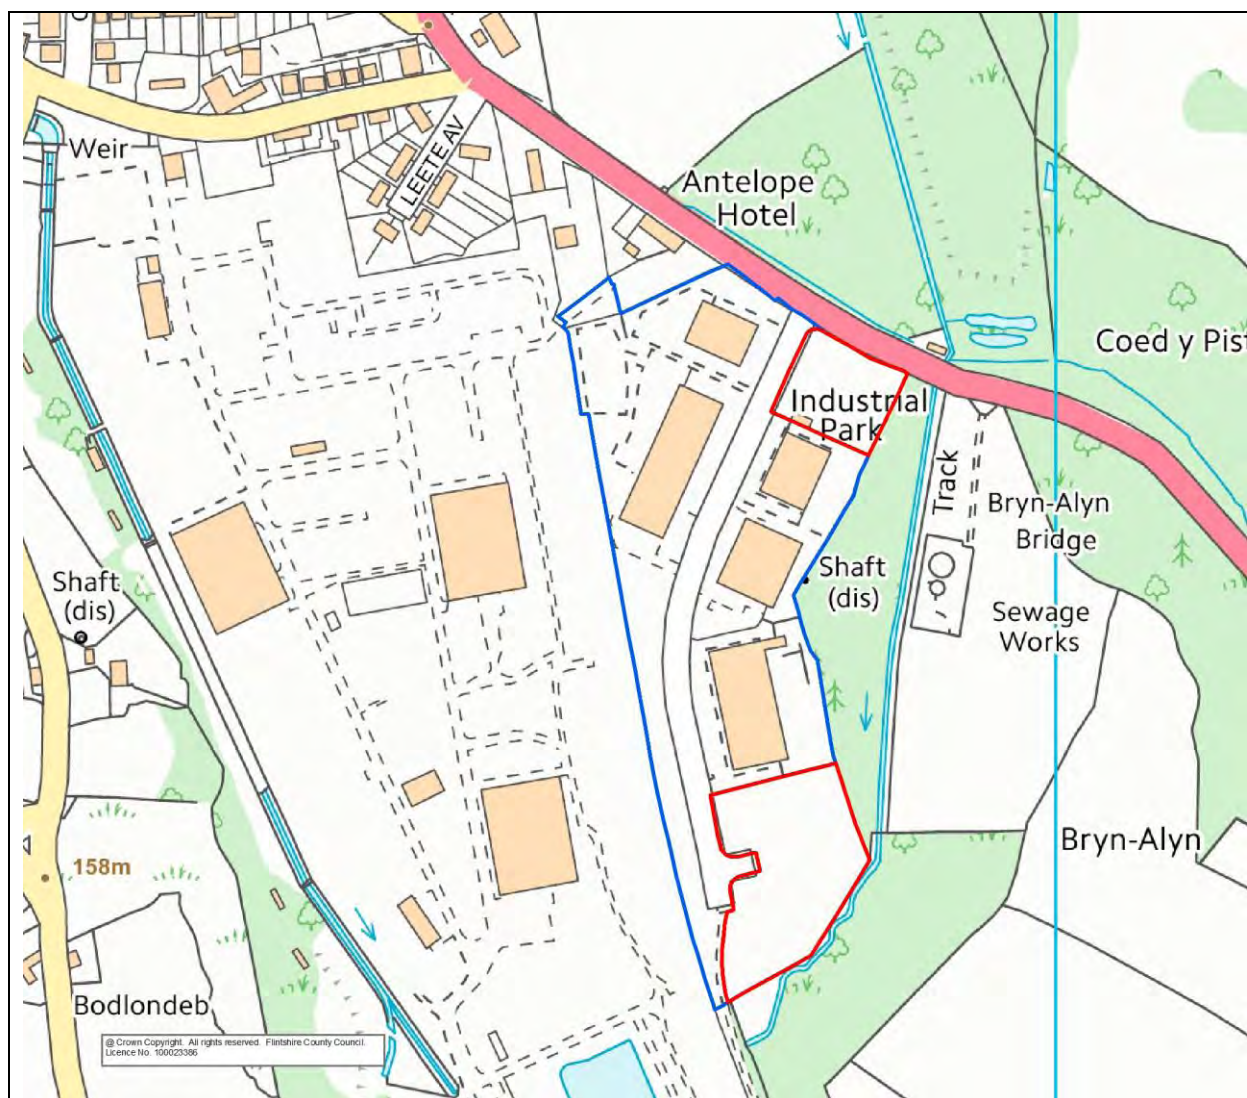 Weir
LEETE AV
Antelope
Hotel
Coed y Pist
Industrial
Park
Track
Bryn-Alyn
Bridge
Shaft
(dis)
Shaft
(dis)
Sewage
Works
Bryn-Alyn
158m
Bodlondeb
@ Crown Copyright. All rights reserved. Flintshire County Council.
Licence No. 100023386